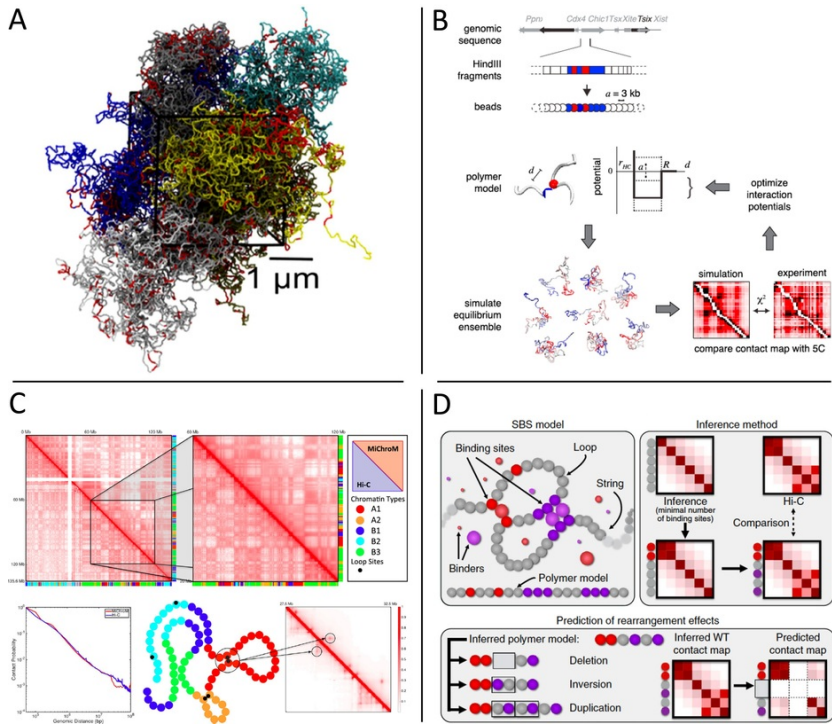 A
1 μm
B
genomic
sequence
Ppnx
Cdx4 Chic1 Tsx Xite Tsix Xist
HindIII
fragments
a = 3 kb
beads
polymer
model
d
potential
0
rHC
a
R
d
optimize
interaction
potentials
simulate
equilibrium
ensemble
simulation
experiment
χ²
compare contact map with 5C
C
MiChroM
Hi-C
Chromatin Types
A1
A2
B1
B2
B3
Loop Sites
Contact Probability
Genomic Distance (bp)
Hi-C
D
SBS model
Binding sites
Loop
String
Binders
Polymer model
Inference method
Inference
(minimal number
of binding sites)
Hi-C
Comparison
Prediction of rearrangement effects
Inferred polymer model:
Deletion
Inversion
Duplication
Inferred WT
contact map
Predicted
contact map